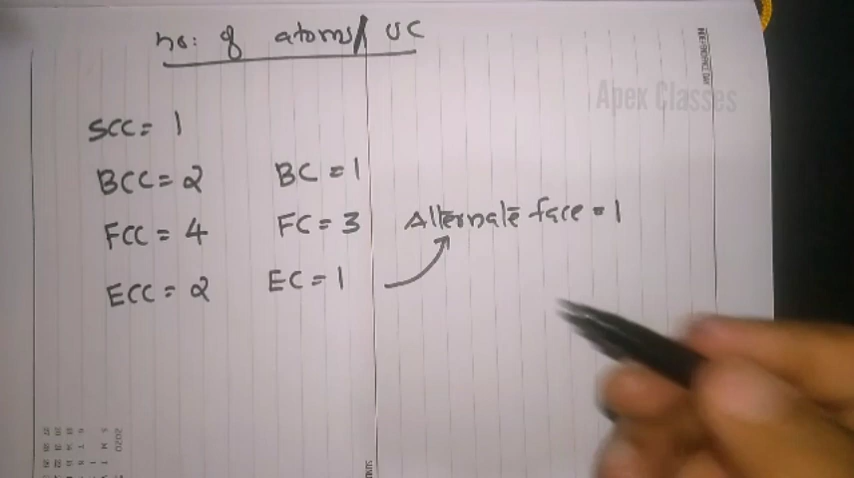 no: of atoms/ UC
Apex Classes
SCC = 1
BCC = 2 BC = 1
FCC = 4 FC = 3 Alternate face = 1
ECC = 2 EC = 1
2020